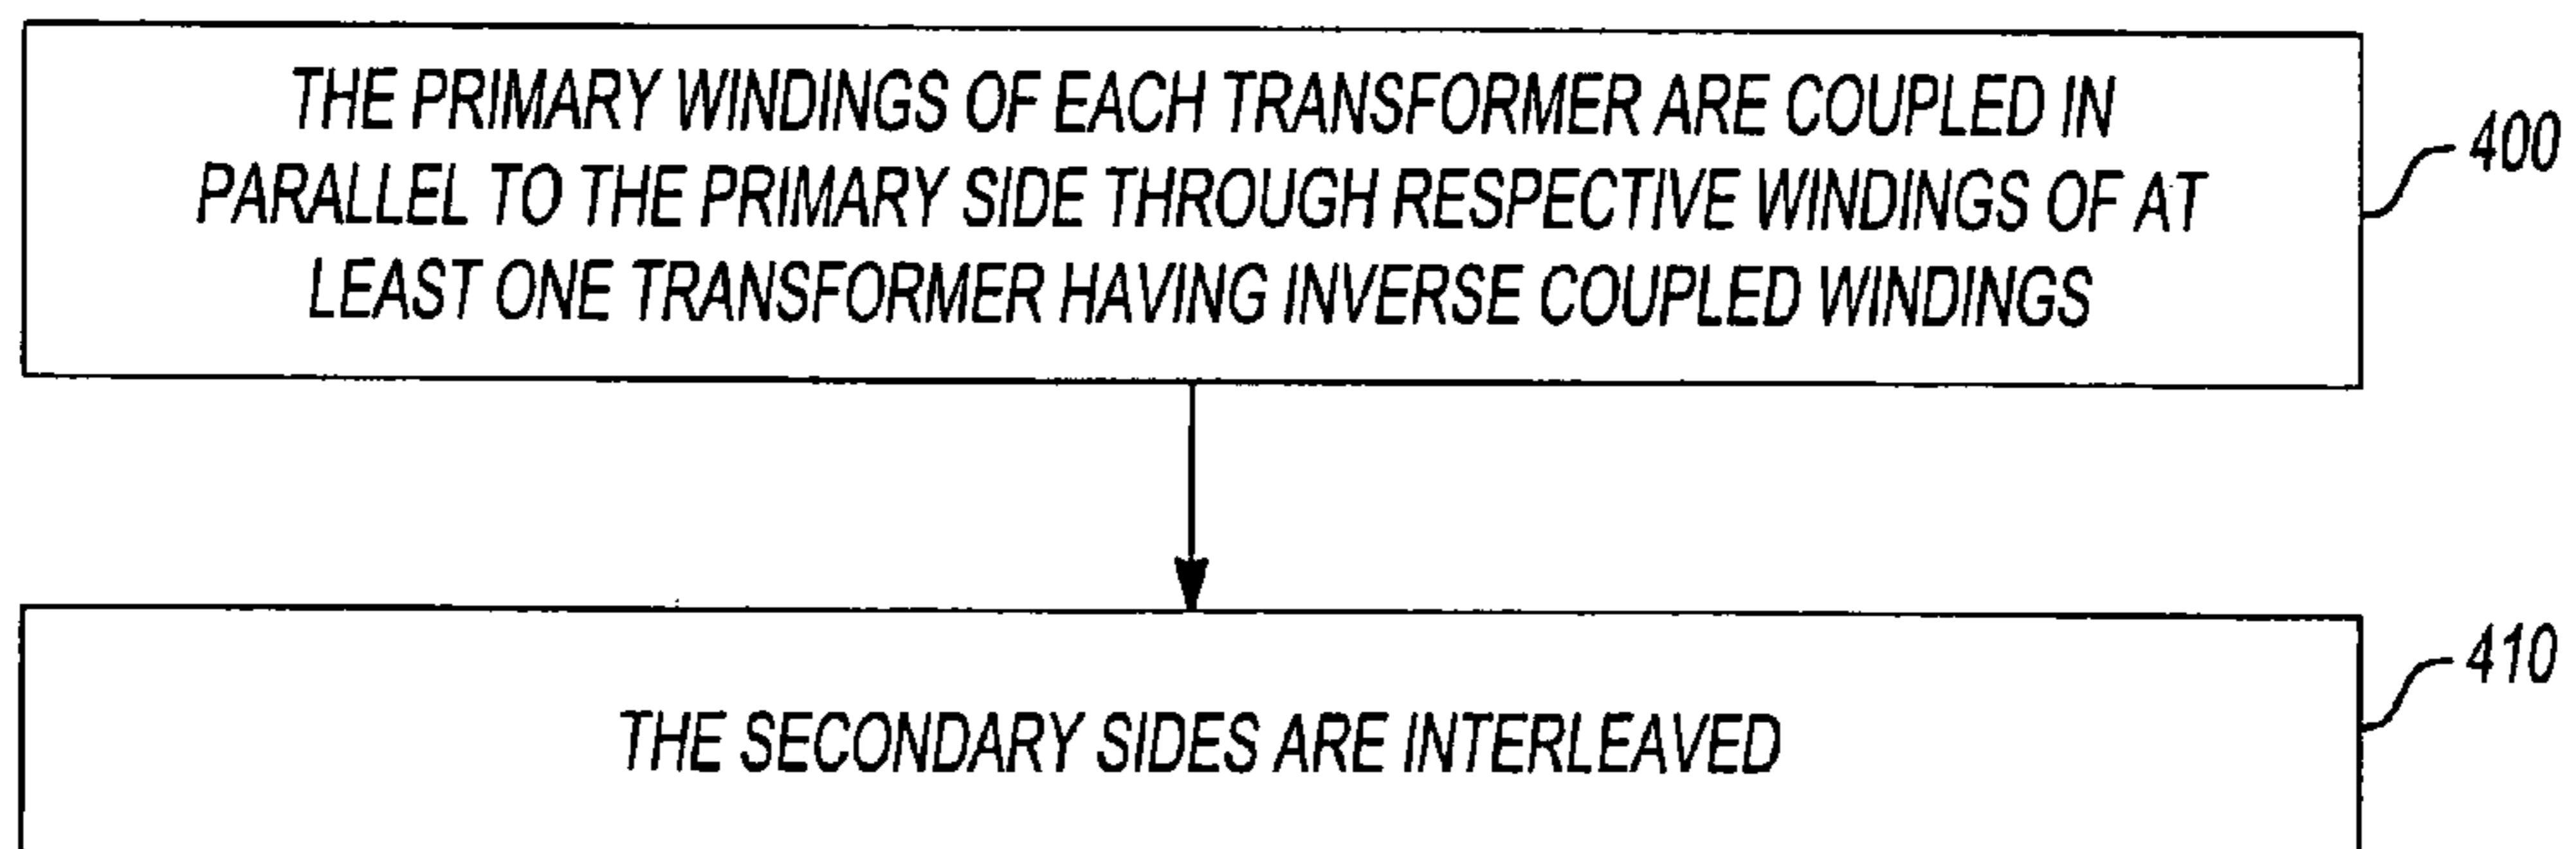 THE PRIMARY WINDINGS OF EACH TRANSFORMER ARE COUPLED IN
PARALLEL TO THE PRIMARY SIDE THROUGH RESPECTIVE WINDINGS OF AT
LEAST ONE TRANSFORMER HAVING INVERSE COUPLED WINDINGS
400
THE SECONDARY SIDES ARE INTERLEAVED
410